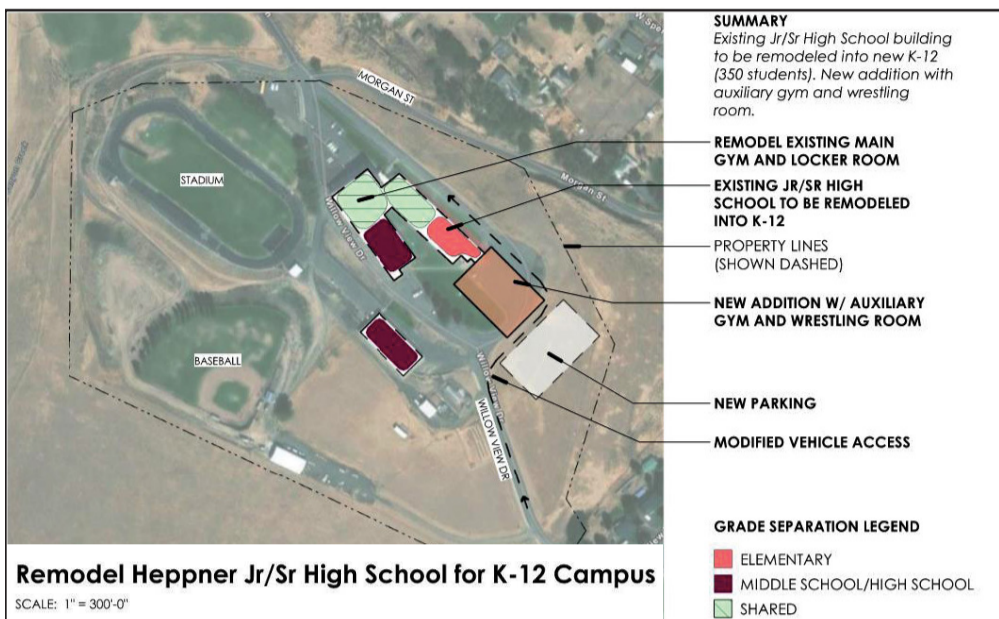 SUMMARY
Existing Jr/Sr High School building
to be remodeled into new K-12
(350 students). New addition with
auxiliary gym and wrestling
room.
REMODEL EXISTING MAIN
GYM AND LOCKER ROOM
EXISTING JR/SR HIGH
SCHOOL TO BE REMODELED
INTO K-12
PROPERTY LINES
(SHOWN DASHED)
NEW ADDITION W/ AUXILIARY
GYM AND WRESTLING ROOM
NEW PARKING
MODIFIED VEHICLE ACCESS
GRADE SEPARATION LEGEND
ELEMENTARY
MIDDLE SCHOOL/HIGH SCHOOL
SHARED
MORGAN ST
Morgan St
STADIUM
Willow View Dr
BASEBALL
WILLOW VIEW DR.
Remodel Heppner Jr/Sr High School for K-12 Campus
SCALE: 1" = 300'-0"